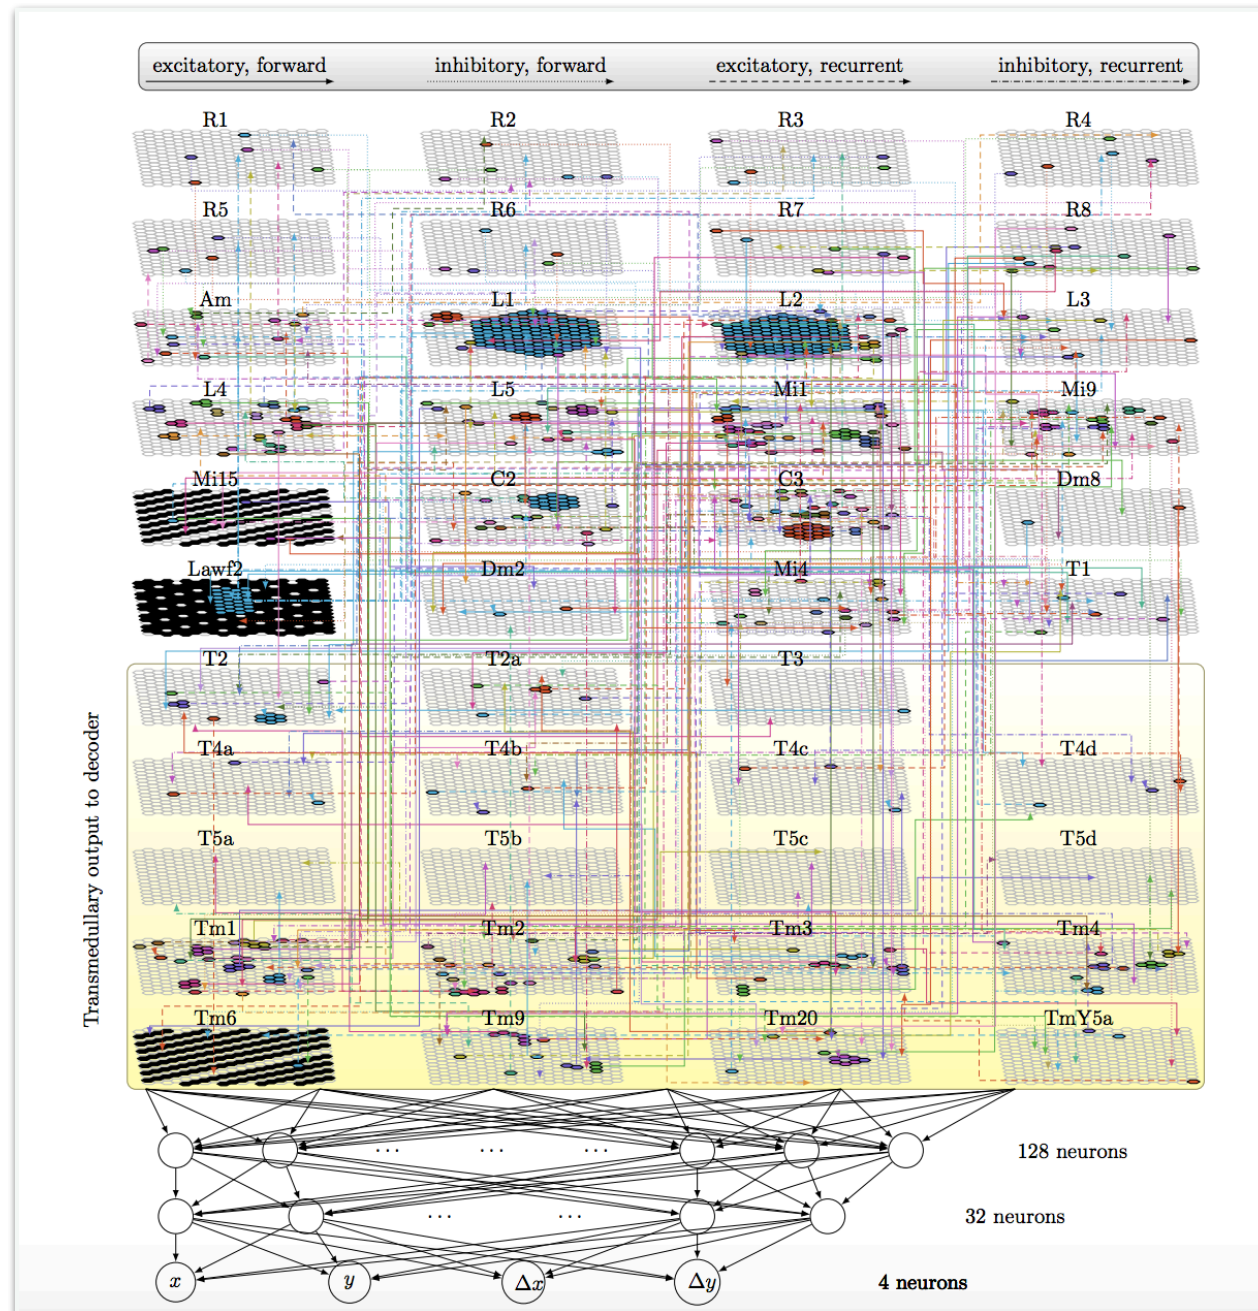 excitatory, forward inhibitory, forward excitatory, recurrent inhibitory, recurrent
R1 R2 R3 R4
R5 R6 R7 R8
Am L1 L2 L3
L4 L5 Mi1 Mi9
Mi15 C2 C3 Dm8
Lawf2 Dm2 Mi4 T1
T2 T2a T3
T4a T4b T4c T4d
T5a T5b T5c T5d
Tm1 Tm2 Tm3 Tm4
Tm6 Tm9 Tm20 TmY5a
Transmedullary output to decoder
... ... ... 128 neurons
... ... 32 neurons
x y Δx Δy 4 neurons